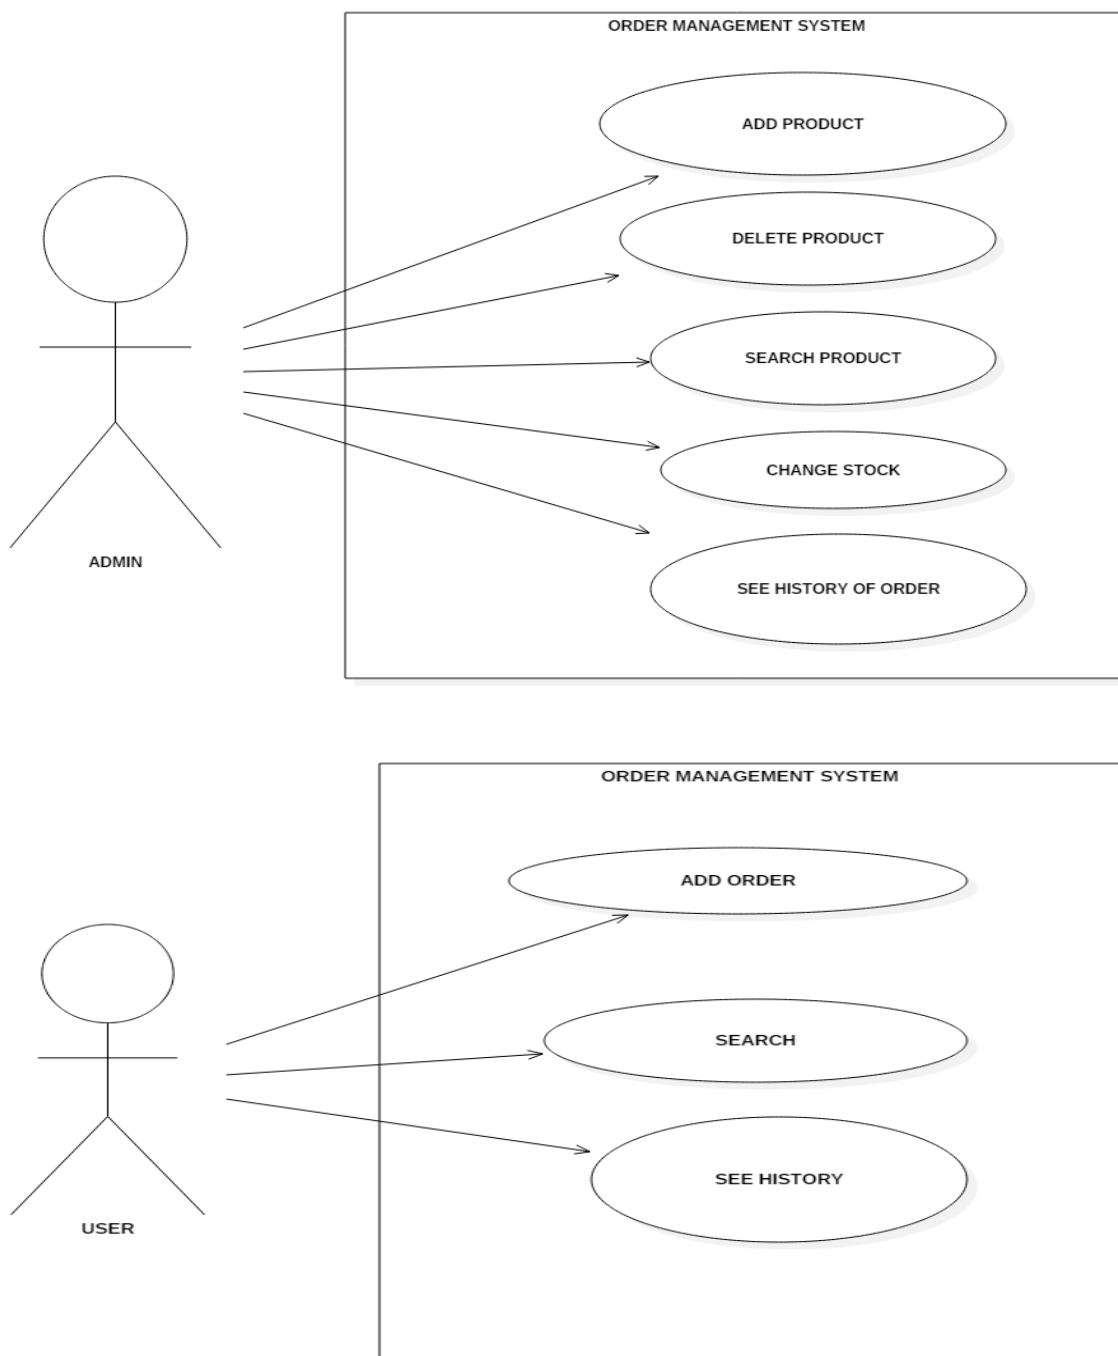 ORDER MANAGEMENT SYSTEM
ADD PRODUCT
DELETE PRODUCT
SEARCH PRODUCT
CHANGE STOCK
ADMIN
SEE HISTORY OF ORDER
ORDER MANAGEMENT SYSTEM
ADD ORDER
SEARCH
SEE HISTORY
USER